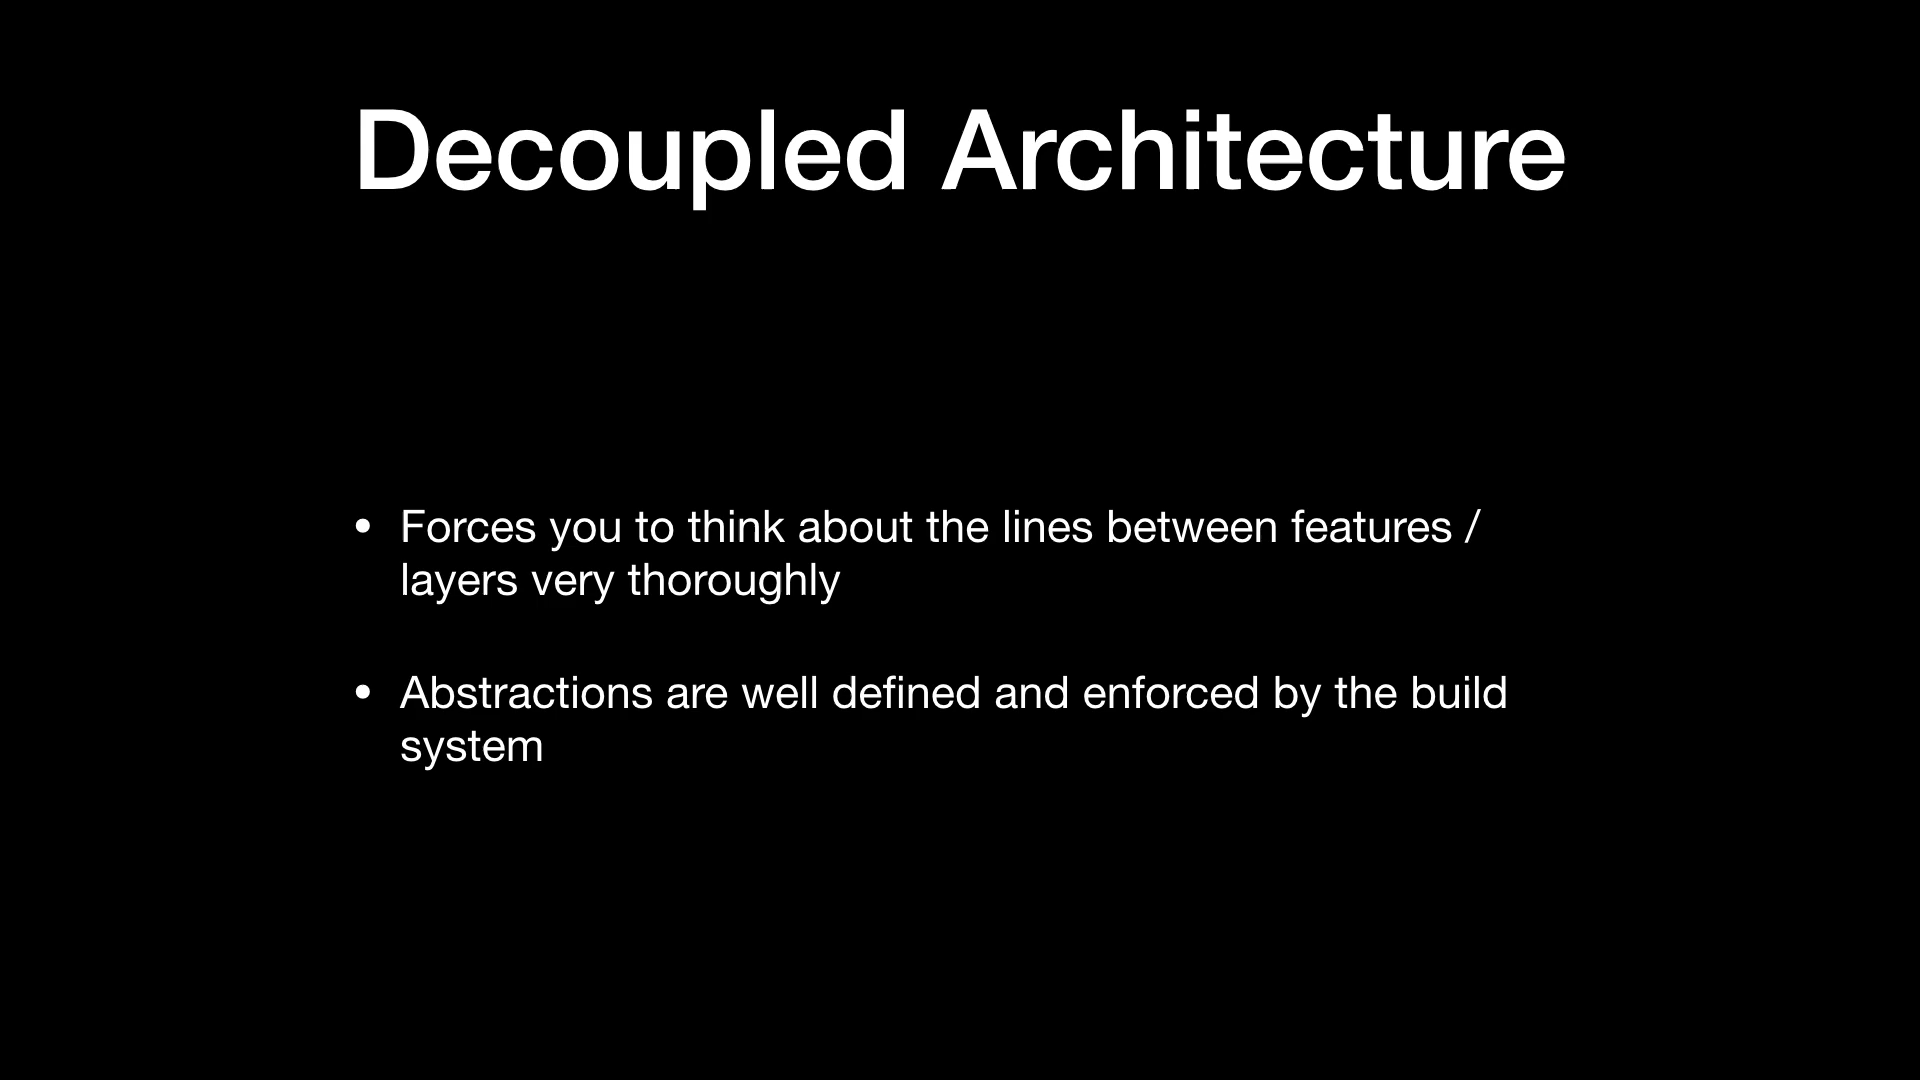 Decoupled Architecture
• Forces you to think about the lines between features /
layers very thoroughly
• Abstractions are well defined and enforced by the build
system